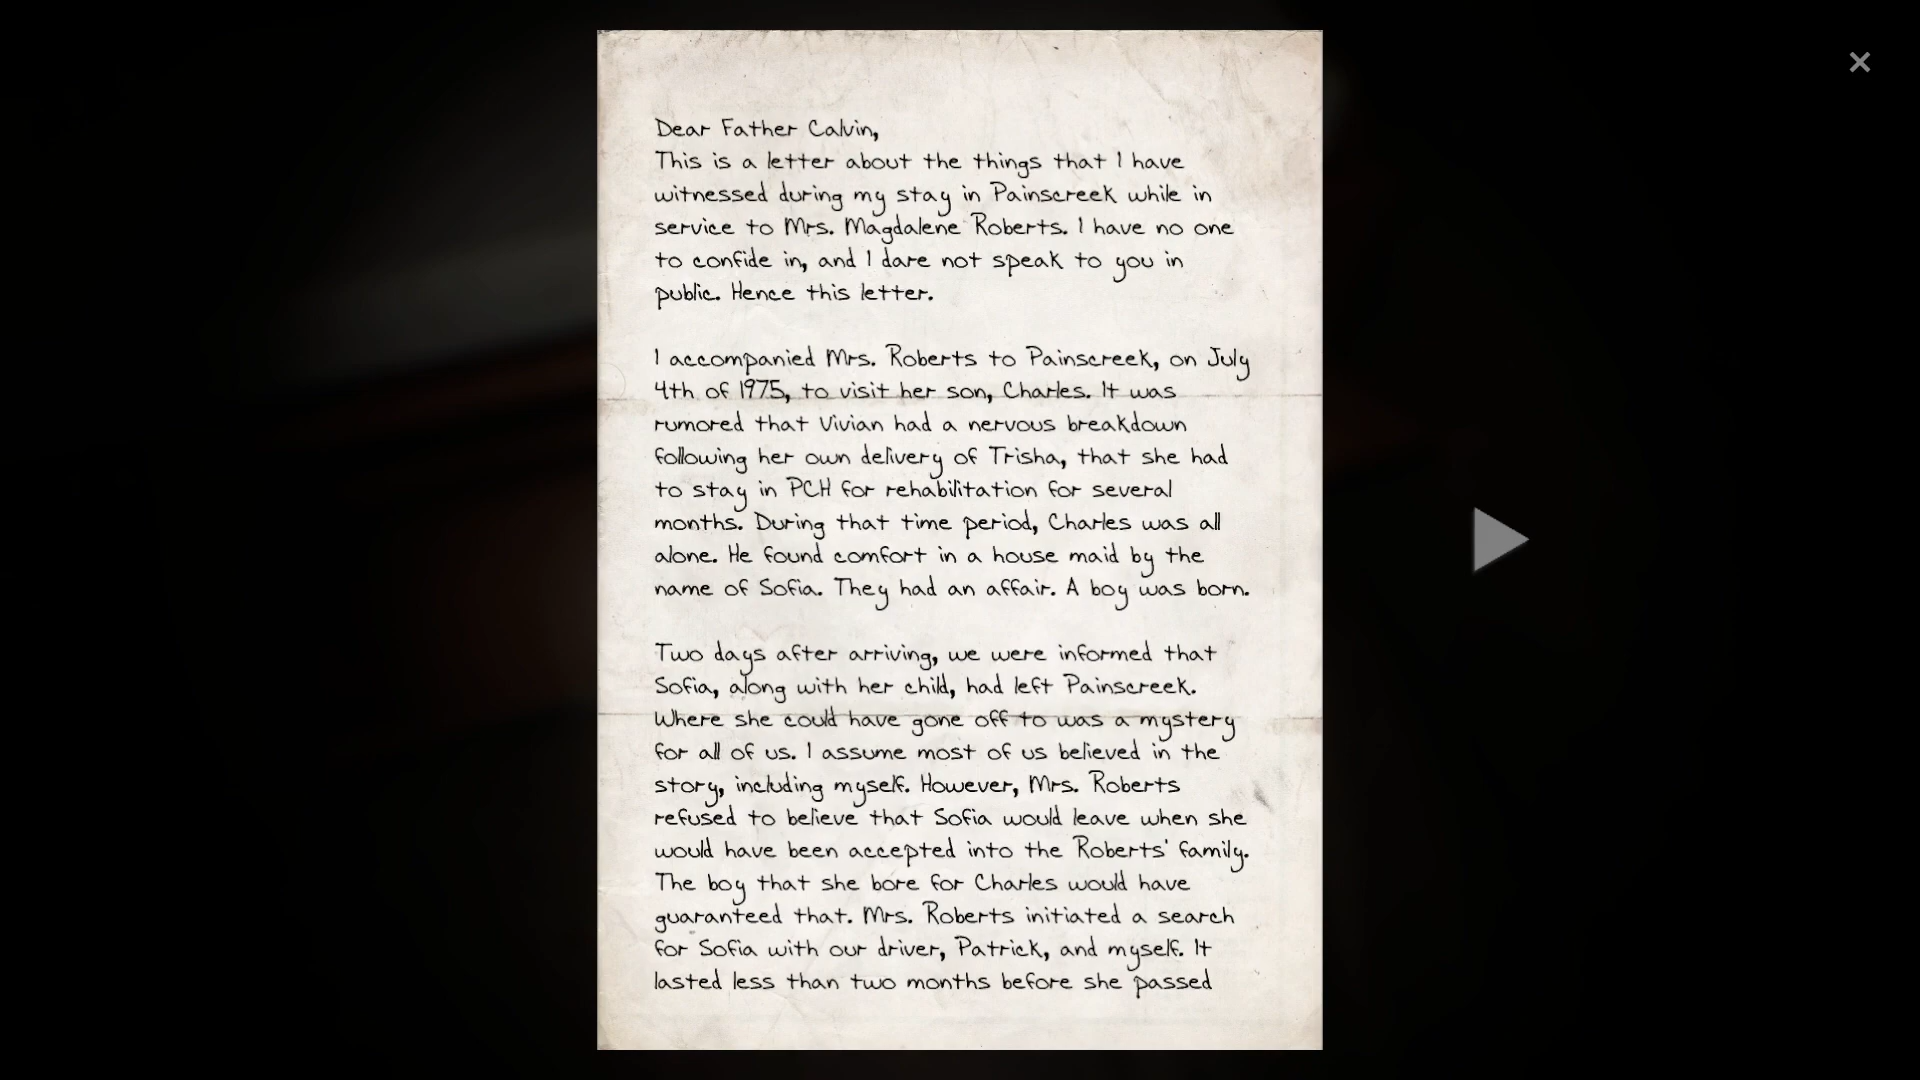 Dear Father Calvin,
This is a letter about the things that I have
witnessed during my stay in Painscreek while in
service to Mrs. Magdalene Roberts. I have no one
to confide in, and I dare not speak to you in
public. Hence this letter.
I accompanied Mrs. Roberts to Painscreek, on July
4th of 1975, to visit her son, Charles. It was
rumored that Vivian had a nervous breakdown
following her own delivery of Trisha, that she had
to stay in PCH for rehabilitation for several
months. During that time period, Charles was all
alone. He found comfort in a house maid by the
name of Sofia. They had an affair. A boy was born.
Two days after arriving, we were informed that
Sofia, along with her child, had left Painscreek.
Where she could have gone off to was a mystery
for all of us. I assume most of us believed in the
story, including myself. However, Mrs. Roberts
refused to believe that Sofia would leave when she
would have been accepted into the Roberts' family.
The boy that she bore for Charles would have
guaranteed that. Mrs. Roberts initiated a search
for Sofia with our driver, Patrick, and myself. It
lasted less than two months before she passed